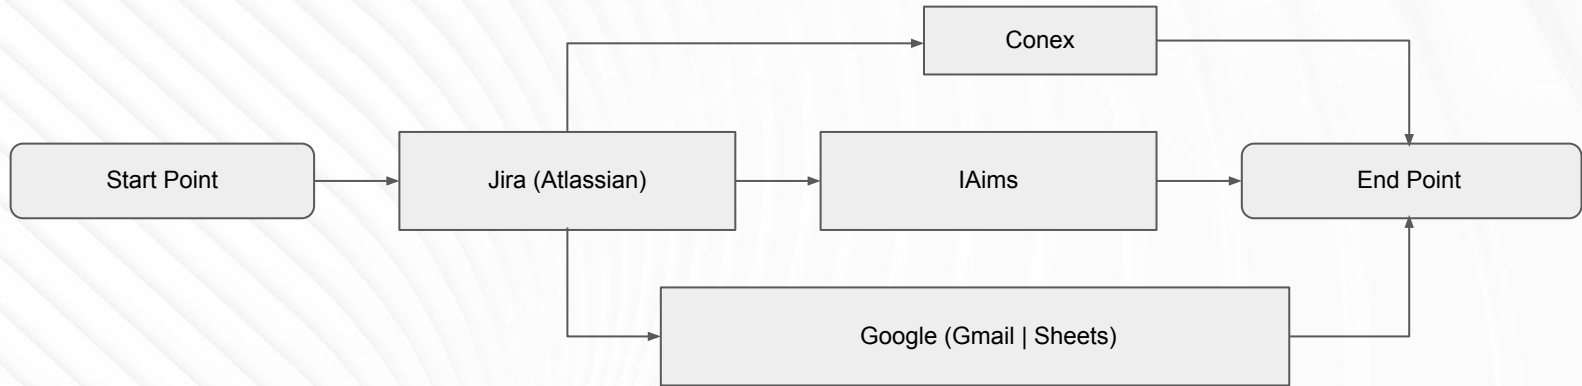 Conex
Start Point
Jira (Atlassian)
IAims
End Point
Google (Gmail | Sheets)